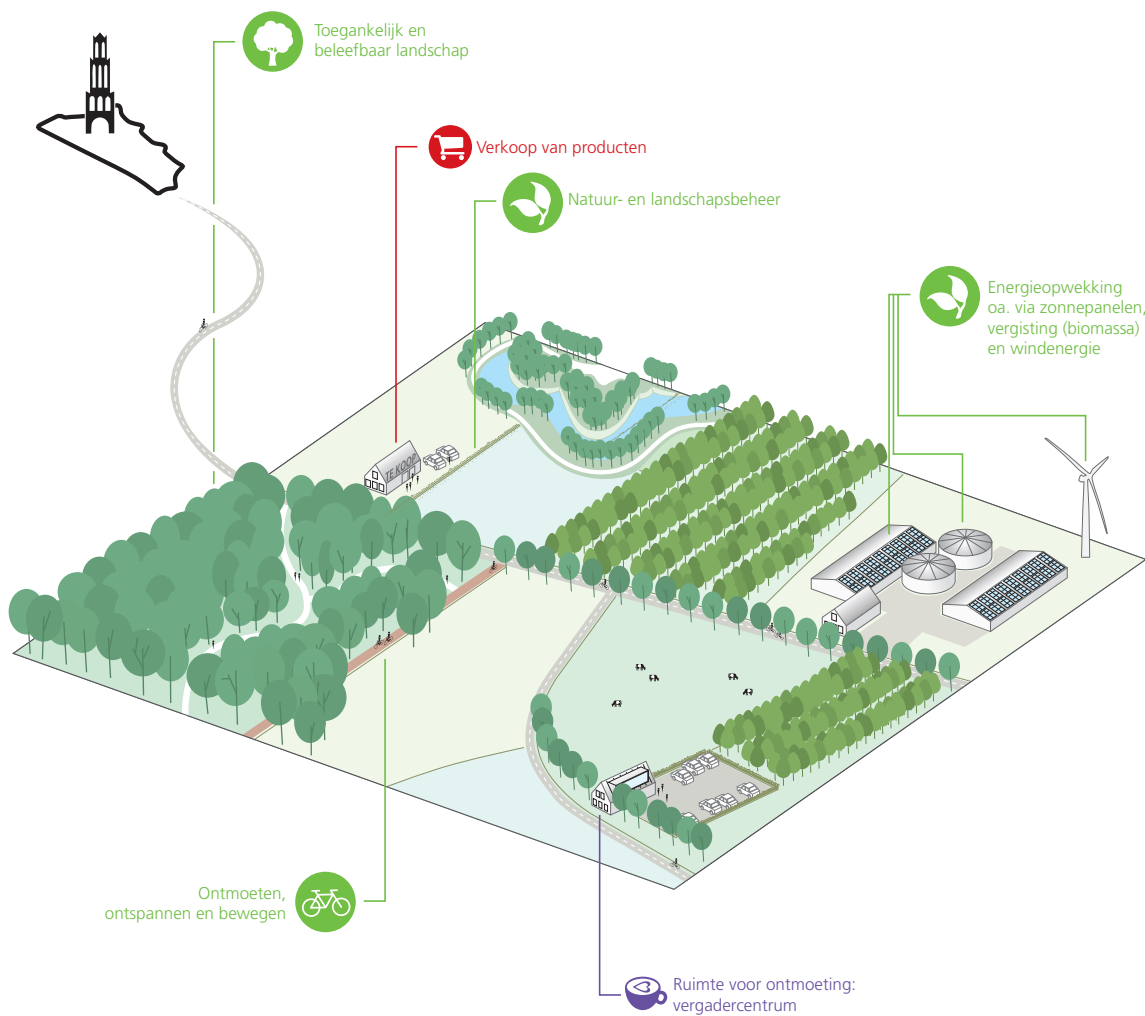 Toegankelijk en
beleefbaar landschap
Verkoop van producten
Natuur- en landschapsbeheer
Energieopwekking
oa. via zonnepanelen,
vergisting (biomassa)
en windenergie
TE KOOP
Ontmoeten,
ontspannen en bewegen
Ruimte voor ontmoeting:
vergadercentrum